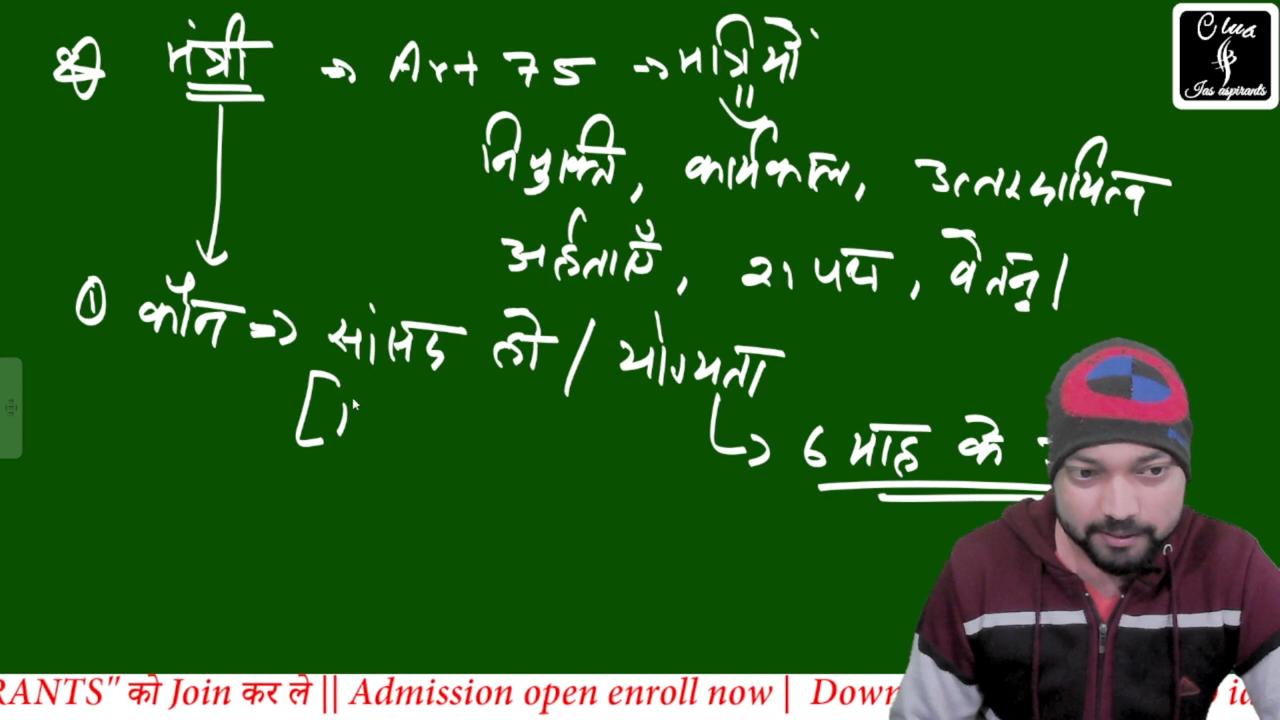 मंत्री → Art 75 → मंत्रियों
नियुक्ति, कार्यकाल, उत्तरदायित्व
अर्हताएँ, शपथ, वेतन।
① कौन ⇒ सांसद हो / योग्यता
6 माह के
Clua
Ias aspirants
RANTS" को Join कर ले || Admission open enroll now | Down